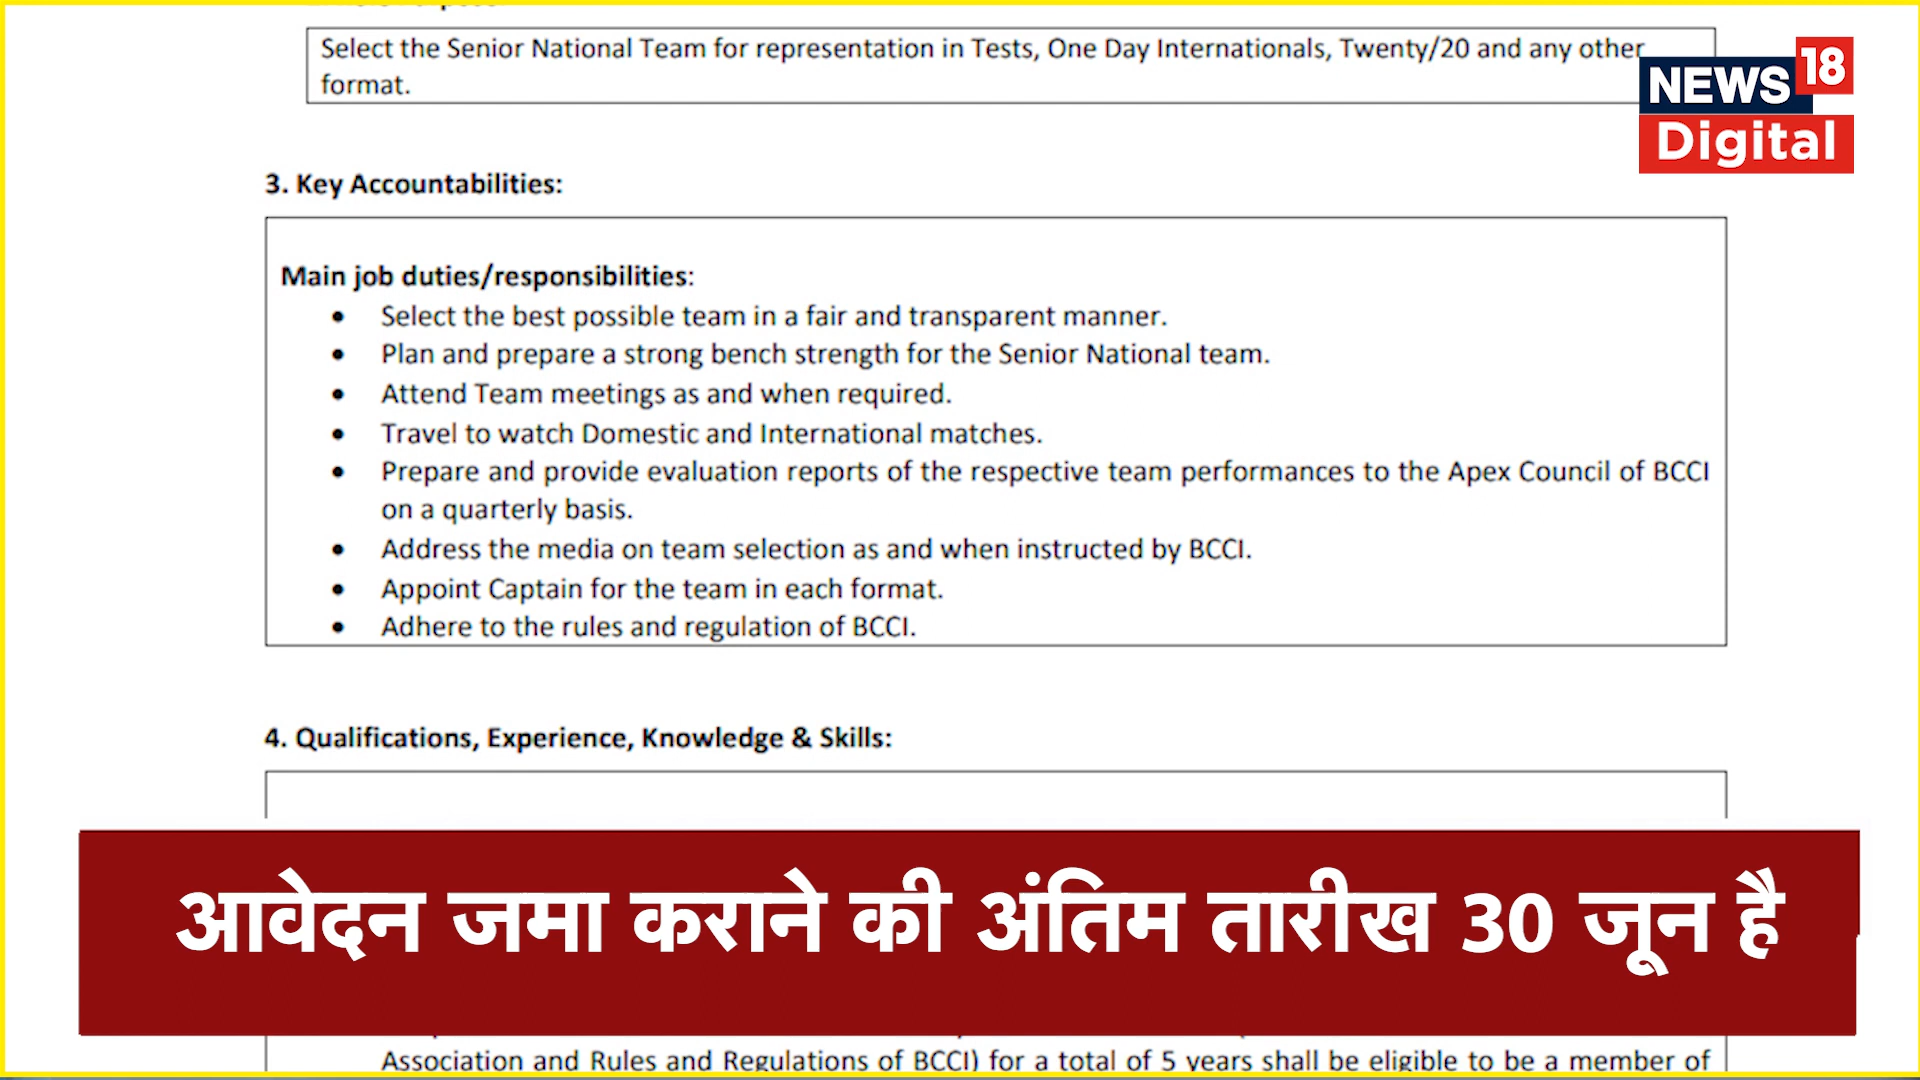 Select the Senior National Team for representation in Tests, One Day Internationals, Twenty/20 and any other
format.
NEWS 18
Digital
3. Key Accountabilities:
Main job duties/responsibilities:
• Select the best possible team in a fair and transparent manner.
• Plan and prepare a strong bench strength for the Senior National team.
• Attend Team meetings as and when required.
• Travel to watch Domestic and International matches.
• Prepare and provide evaluation reports of the respective team performances to the Apex Council of BCCI
on a quarterly basis.
• Address the media on team selection as and when instructed by BCCI.
• Appoint Captain for the team in each format.
• Adhere to the rules and regulation of BCCI.
4. Qualifications, Experience, Knowledge & Skills:
आवेदन जमा कराने की अंतिम तारीख 30 जून है
Association and Rules and Regulations of BCCI) for a total of 5 years shall be eligible to be a member of